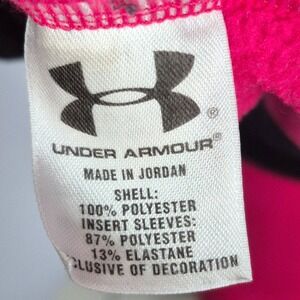 UNDER ARMOUR®
MADE IN JORDAN
SHELL:
100% POLYESTER
INSERT SLEEVES:
87% POLYESTER
13% ELASTANE
CLUSIVE OF DECORATION